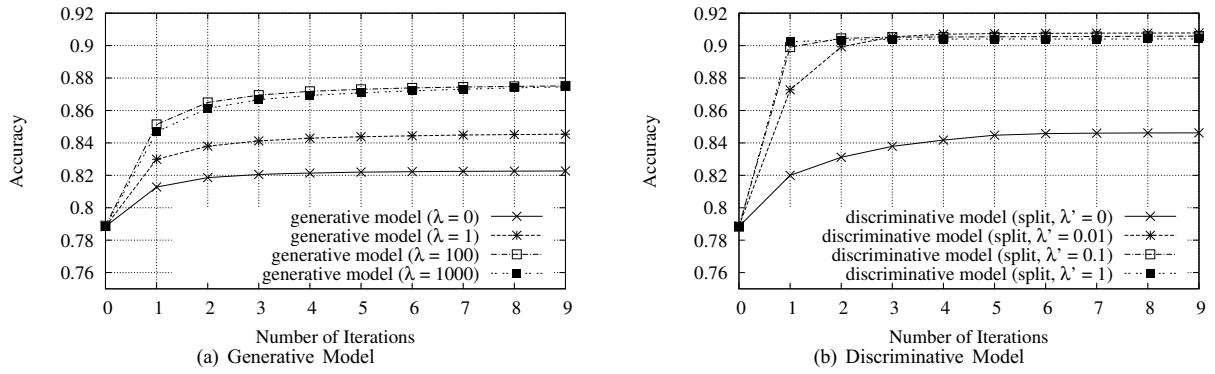 0.92
0.9
0.88
0.86
0.84
0.82
0.8
0.78
0.76
Accuracy
generative model (λ = 0)
generative model (λ = 1)
generative model (λ = 100)
generative model (λ = 1000)
0 1 2 3 4 5 6 7 8 9
Number of Iterations
(a) Generative Model
0.92
0.9
0.88
0.86
0.84
0.82
0.8
0.78
0.76
Accuracy
discriminative model (split, λ' = 0)
discriminative model (split, λ' = 0.01)
discriminative model (split, λ' = 0.1)
discriminative model (split, λ' = 1)
0 1 2 3 4 5 6 7 8 9
Number of Iterations
(b) Discriminative Model